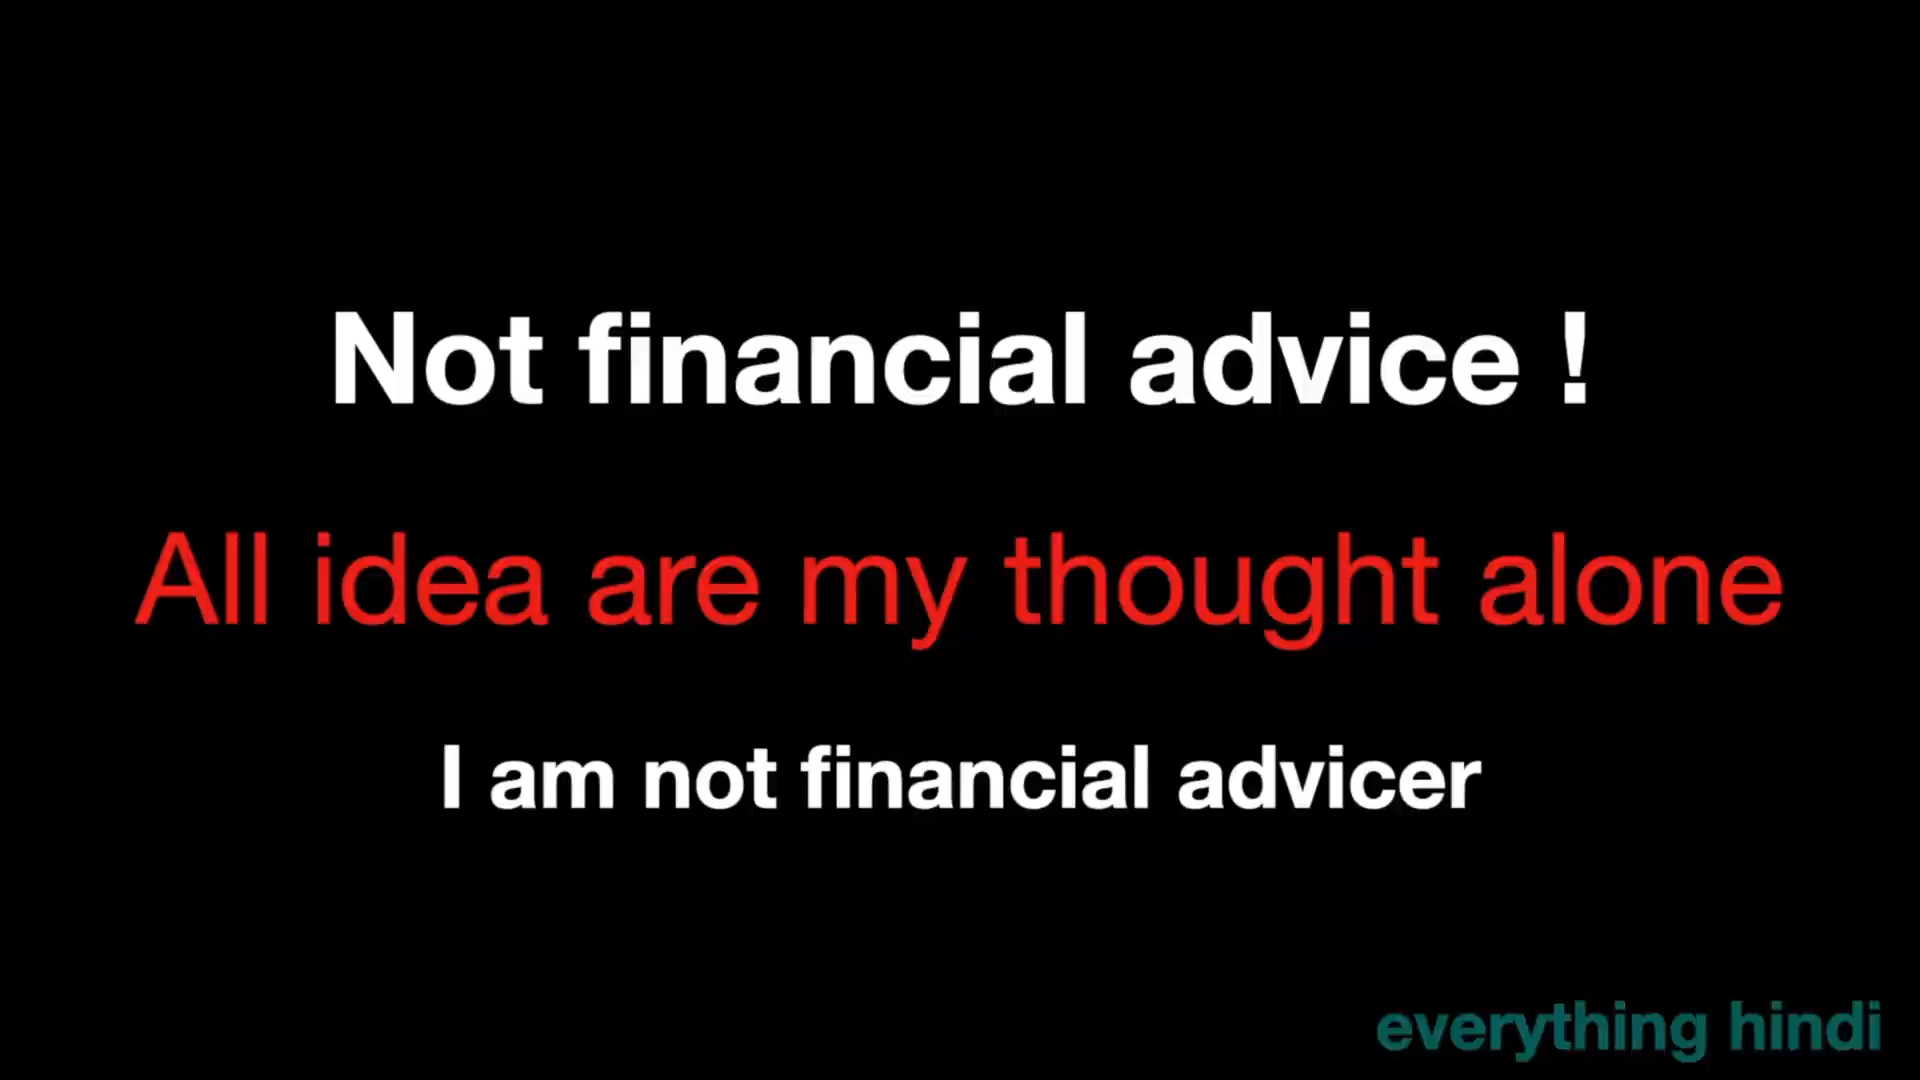 Not financial advice !
All idea are my thought alone
I am not financial advicer
everything hindi